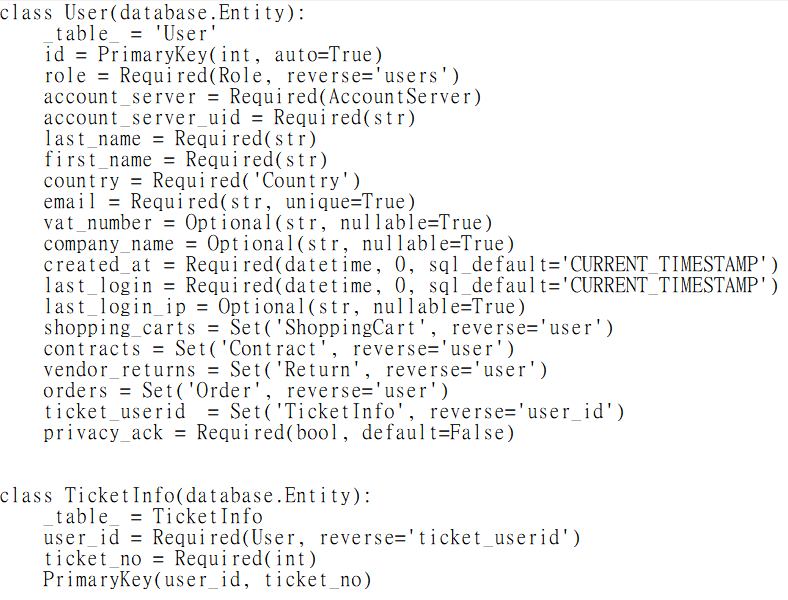 class User(database.Entity):
    _table_ = 'User'
    id = PrimaryKey(int, auto=True)
    role = Required(Role, reverse='users')
    account_server = Required(AccountServer)
    account_server_uid = Required(str)
    last_name = Required(str)
    first_name = Required(str)
    country = Required('Country')
    email = Required(str, unique=True)
    vat_number = Optional(str, nullable=True)
    company_name = Optional(str, nullable=True)
    created_at = Required(datetime, 0, sql_default='CURRENT_TIMESTAMP')
    last_login = Required(datetime, 0, sql_default='CURRENT_TIMESTAMP')
    last_login_ip = Optional(str, nullable=True)
    shopping_carts = Set('ShoppingCart', reverse='user')
    contracts = Set('Contract', reverse='user')
    vendor_returns = Set('Return', reverse='user')
    orders = Set('Order', reverse='user')
    ticket_userid  = Set('TicketInfo', reverse='user_id')
    privacy_ack = Required(bool, default=False)

class TicketInfo(database.Entity):
    _table_ = TicketInfo
    user_id = Required(User, reverse='ticket_userid')
    ticket_no = Required(int)
    PrimaryKey(user_id, ticket_no)